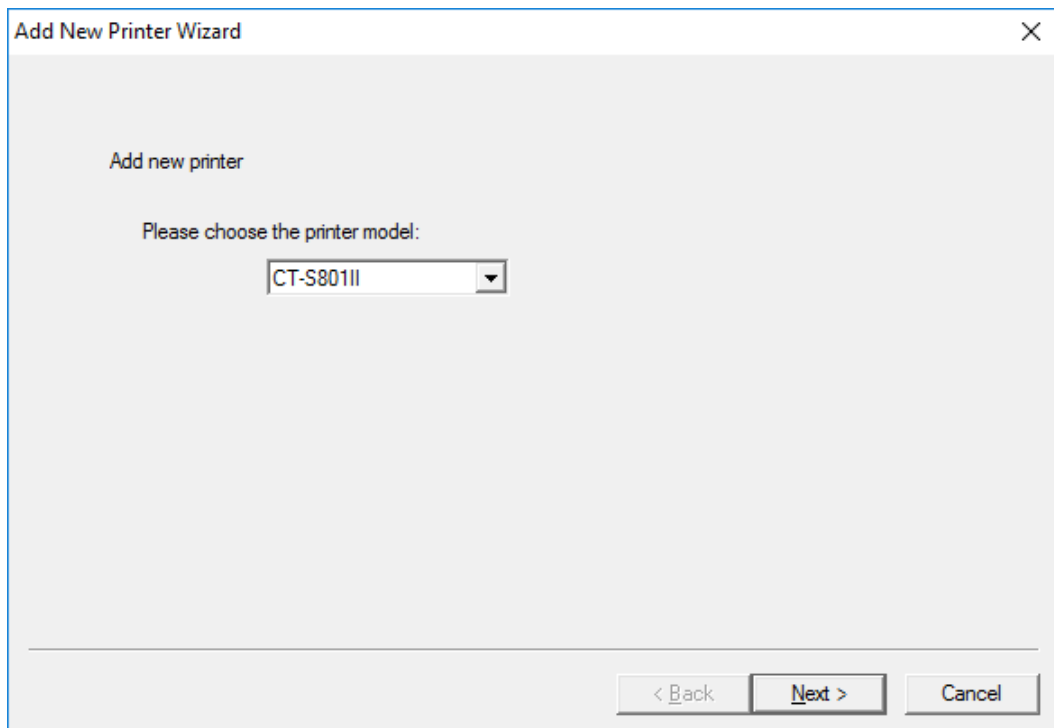 Add New Printer Wizard
Add new printer
Please choose the printer model:
CT-S801II
< Back
Next >
Cancel